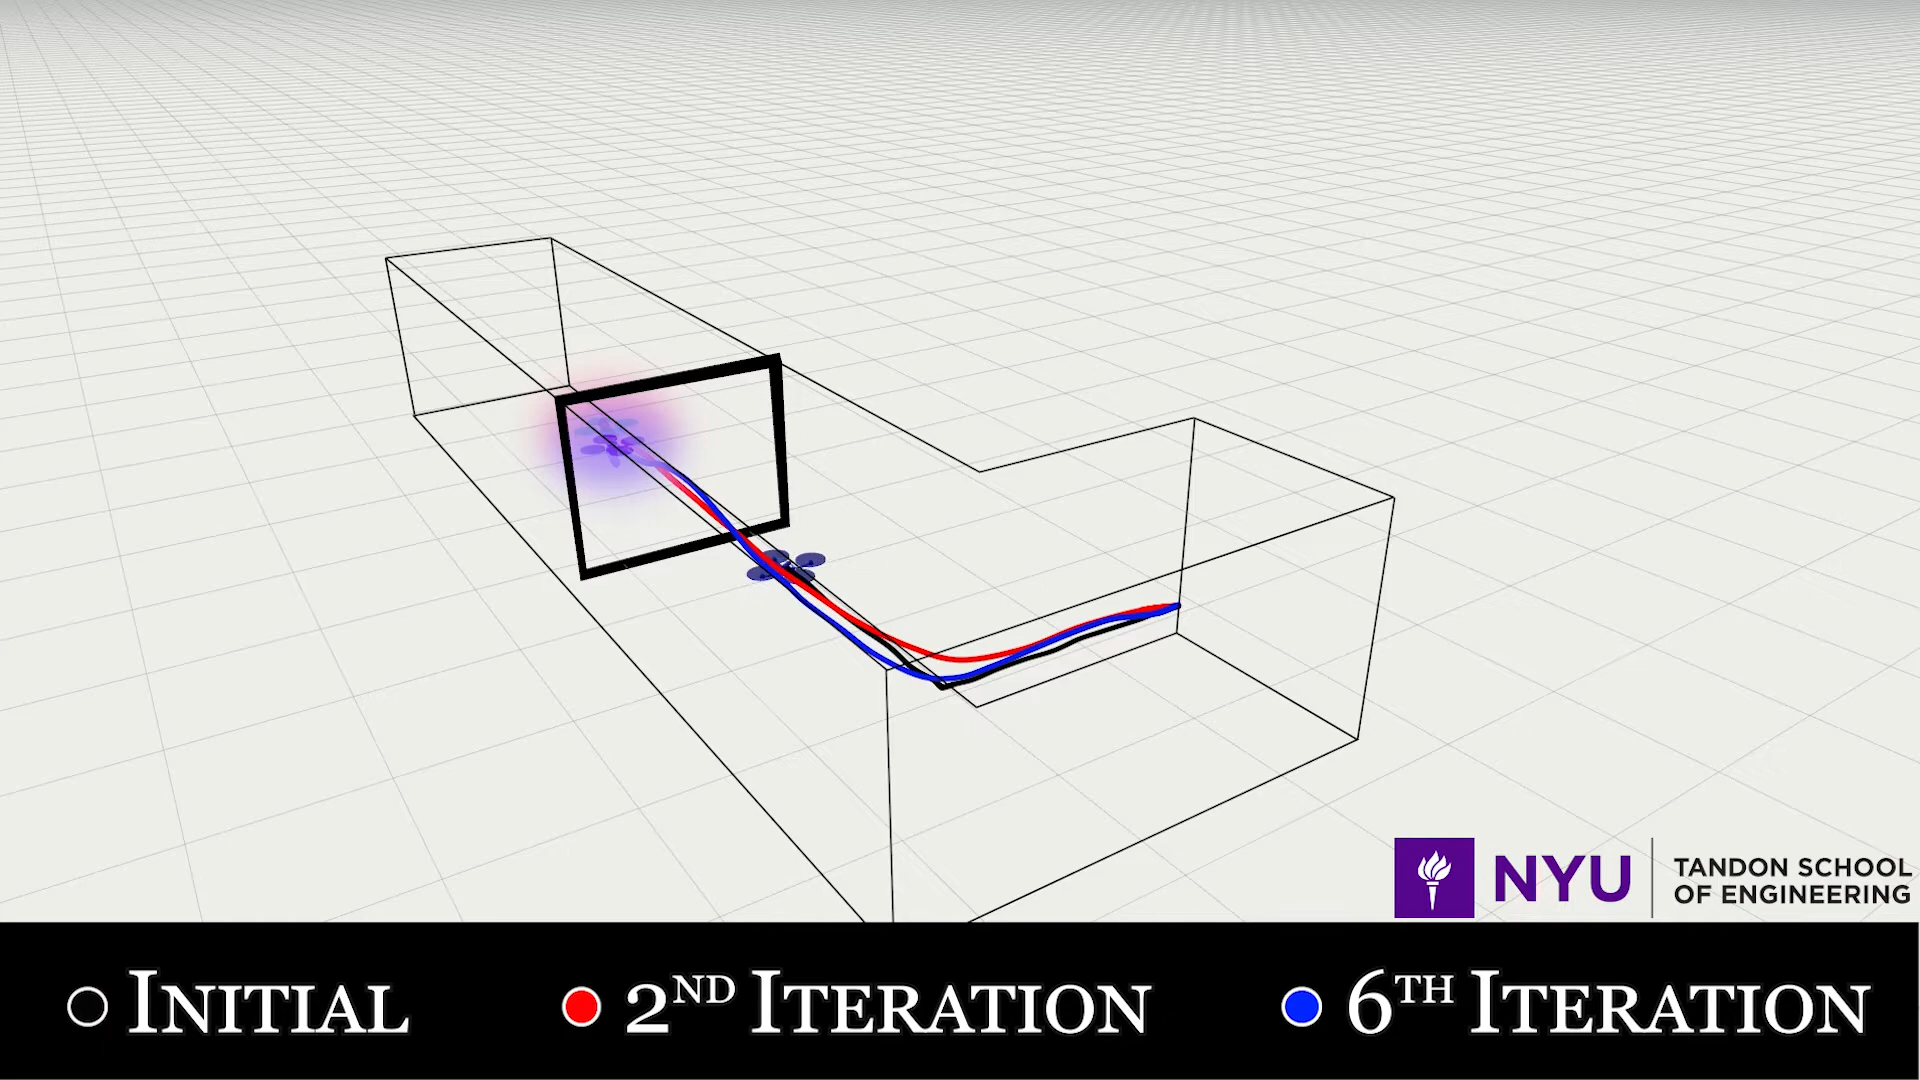 NYU
TANDON SCHOOL
OF ENGINEERING
INITIAL
2ND ITERATION
6TH ITERATION